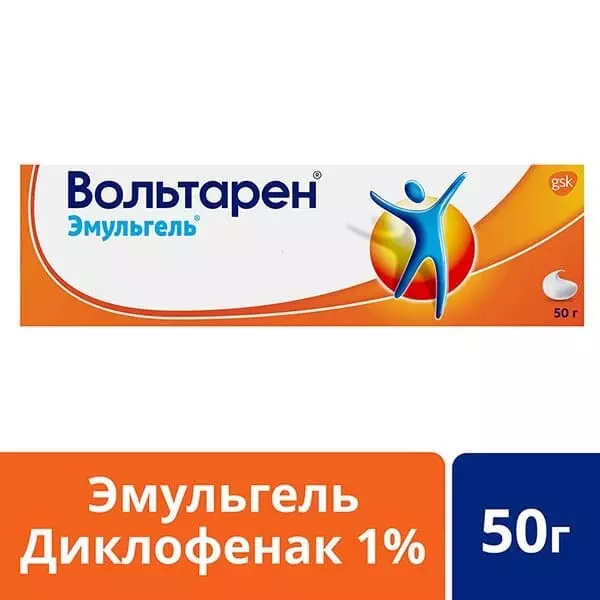 Вольтарен®
Эмульгель®
gsk
50 г
Эмульгель
Диклофенак 1%
50г